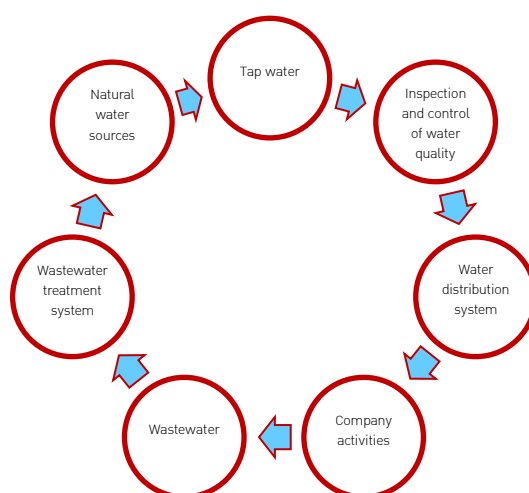 Tap water
Inspection
and control
of water
quality
Water
distribution
system
Company
activities
Wastewater
Wastewater
treatment
system
Natural
water
sources